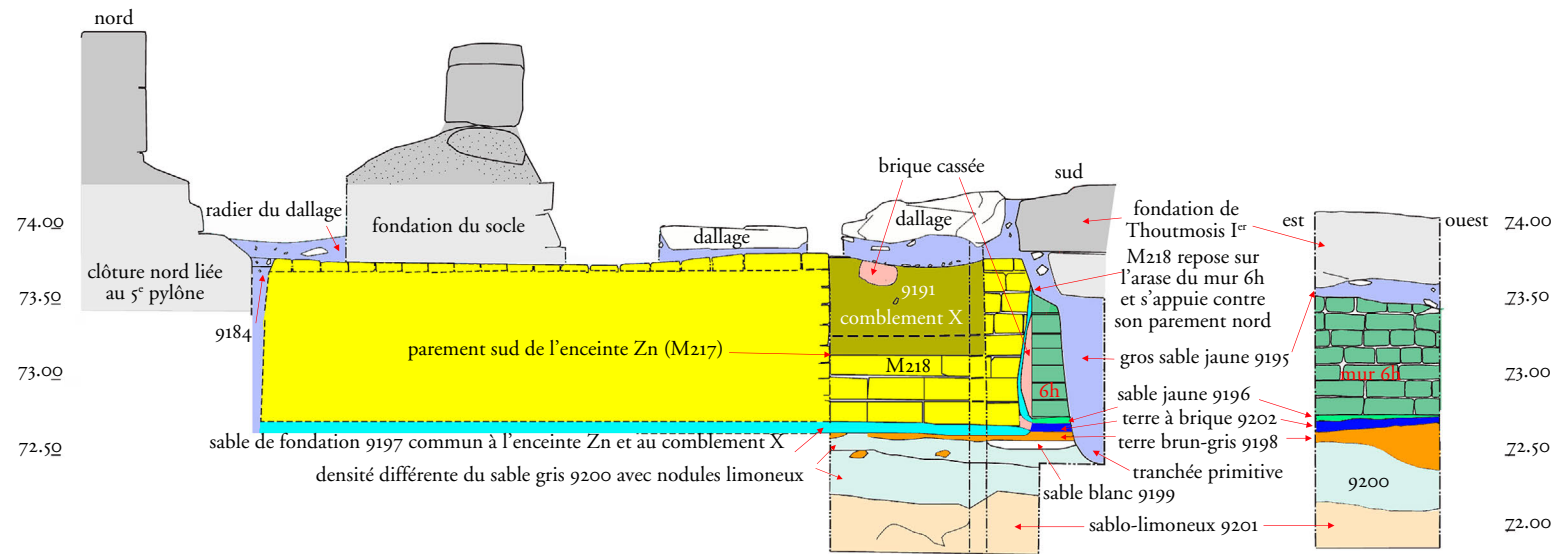 nord
brique cassée
sud
radier du dallage
dallage
fondation de
Thoutmosis Iᵉʳ
est
ouest
74.00
fondation du socle
dallage
74.00
clôture nord liée
au 5ᵉ pylône
M218 repose sur
l'arase du mur 6h
et s'appuie contre
son parement nord
73.50
9191
comblement X
73.50
9184
parement sud de l'enceinte Zn (M217)
gros sable jaune 9195
M218
73.00
6h
mur 6h
73.00
sable jaune 9196
terre à brique 9202
sable de fondation 9197 commun à l'enceinte Zn et au comblement X
terre brun-gris 9198
72.50
72.50
densité différente du sable gris 9200 avec nodules limoneux
tranchée primitive
9200
sable blanc 9199
sablo-limoneux 9201
72.00